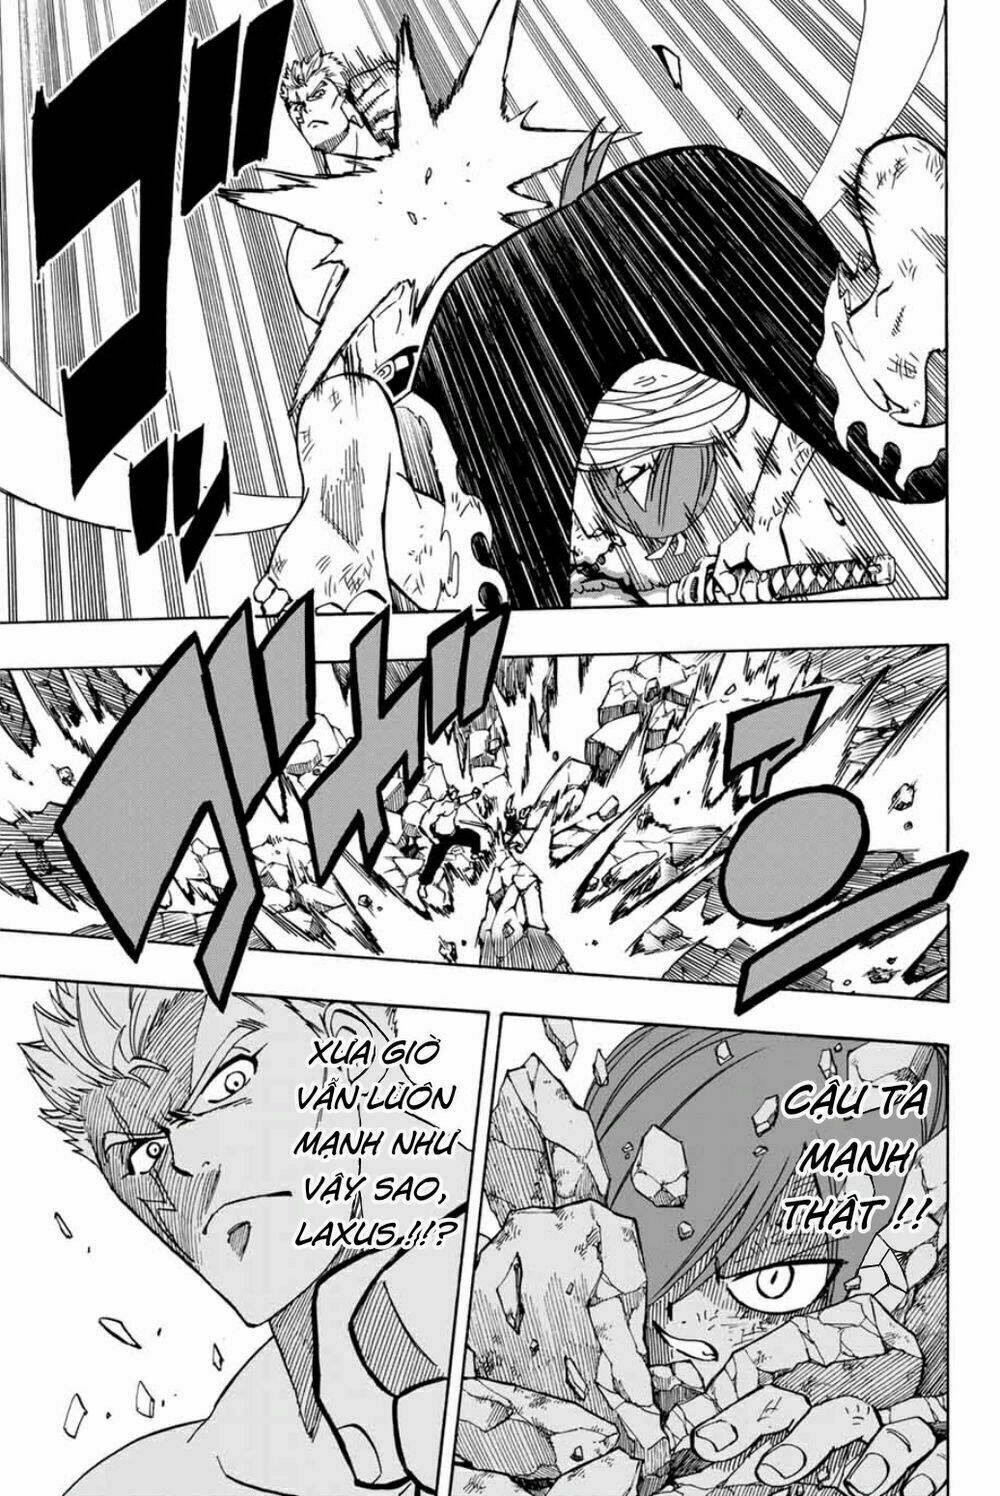 CẬU TA
MẠNH
THẬT !!
XƯA GIỜ
VẪN LUÔN
MẠNH NHƯ
VẬY SAO,
LAXUS !!!?